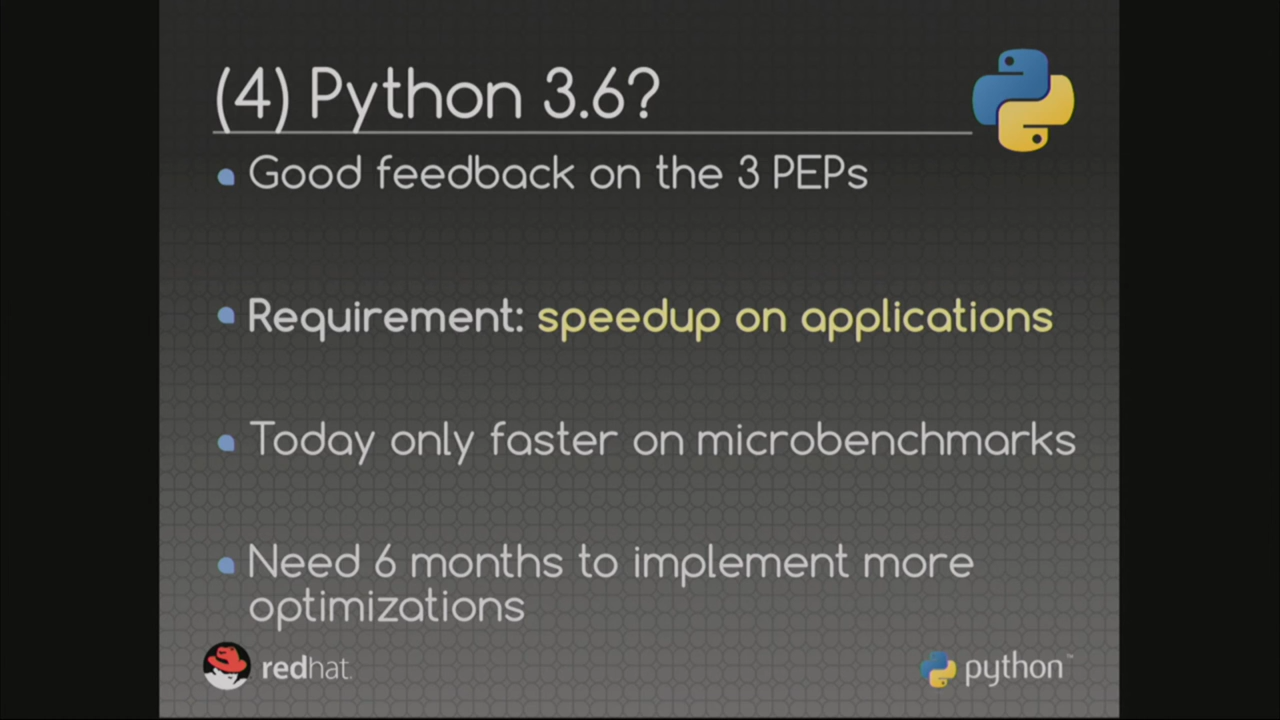 (4) Python 3.6?
Good feedback on the 3 PEPs
Requirement: speedup on applications
Today only faster on microbenchmarks
Need 6 months to implement more
optimizations
redhat.
python™